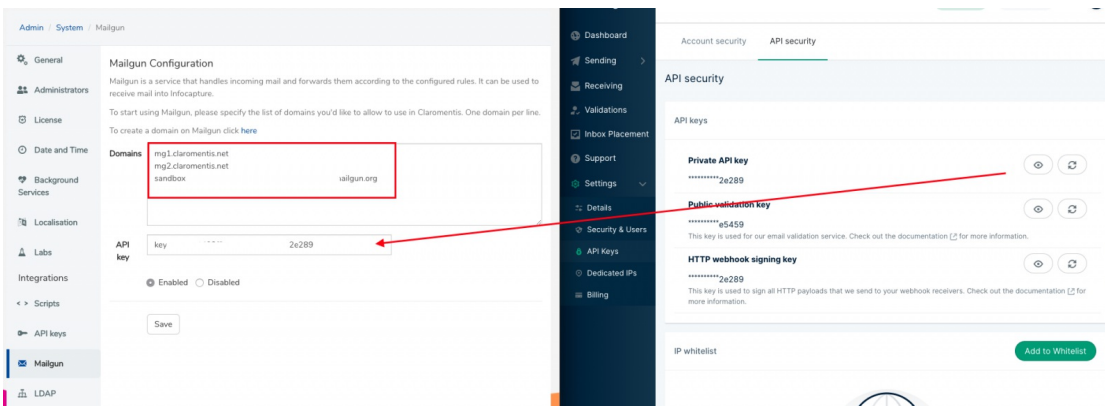 Admin / System / Mailgun
General
Administrators
License
Date and Time
Background
Services
Localisation
Labs
Integrations
< > Scripts
API keys
Mailgun
LDAP
Mailgun Configuration
Mailgun is a service that handles incoming mail and forwards them according to the configured rules. It can be used to
receive mail into Infocapture.
To start using Mailgun, please specify the list of domains you'd like to allow to use in Claromentis. One domain per line.
To create a domain on Mailgun click here
Domains
mg1.claromentis.net
mg2.claromentis.net
sandbox ailgun.org
API
key
key 2e289
Enabled Disabled
Save
Dashboard
Sending >
Receiving
Validations
Inbox Placement
Support
Settings
Details
Security & Users
API Keys
Dedicated IPs
Billing
Account security API security
API security
API keys
Private API key
**********2e289
Public validation key
**********e5459
This key is used for our email validation service. Check out the documentation for more information.
HTTP webhook signing key
**********2e289
This key is used to sign all HTTP payloads that we send to your webhook receivers. Check out the documentation for
more information.
IP whitelist
Add to Whitelist